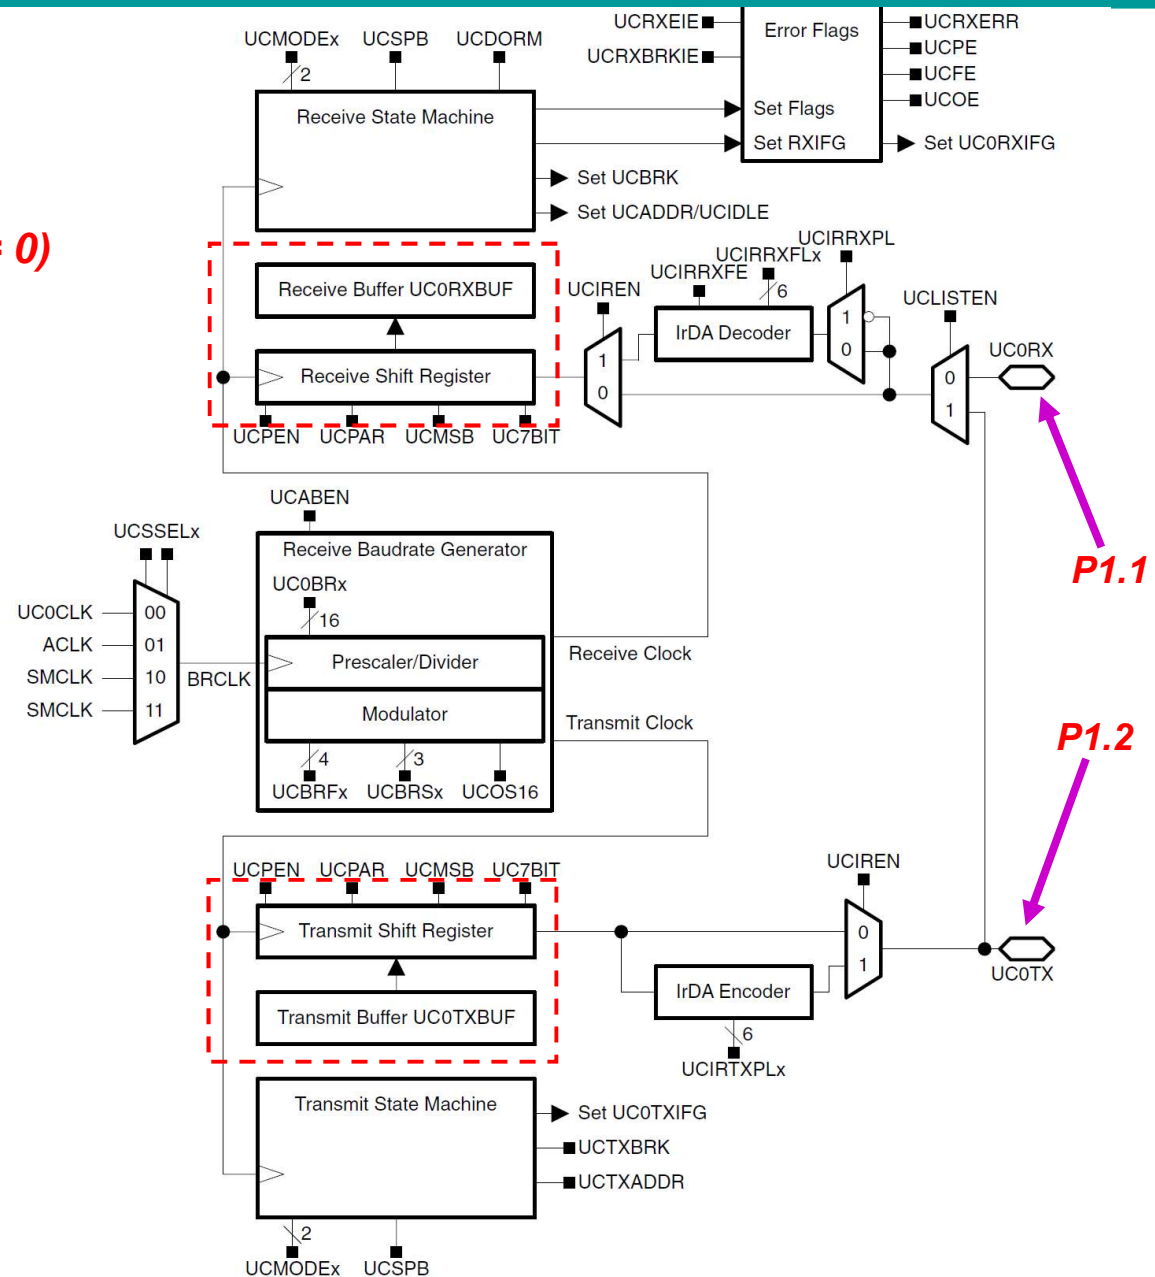 UCRXEIE
UCRXBRKIE
Error Flags
Set Flags
Set RXIFG
UCRXERR
UCPE
UCFE
UCOE
Set UC0RXIFG
UCMODEx
UCSPB
UCDORM
2
Receive State Machine
Set UCBRK
Set UCADDR/UCIDLE
= 0)
Receive Buffer UC0RXBUF
Receive Shift Register
UCPEN
UCPAR
UCMSB
UC7BIT
UCIREN
1
0
UCIRRXFE
UCIRRXFLx
6
UCIRRXPL
IrDA Decoder
1
0
UCLISTEN
0
1
UC0RX
P1.1
UCABEN
Receive Baudrate Generator
UC0BRx
16
UCSSELx
UC0CLK
ACLK
SMCLK
SMCLK
00
01
10
11
BRCLK
Prescaler/Divider
Modulator
Receive Clock
Transmit Clock
4
3
UCBRFx
UCBRSx
UCOS16
P1.2
UCPEN
UCPAR
UCMSB
UC7BIT
Transmit Shift Register
Transmit Buffer UC0TXBUF
UCIREN
0
1
IrDA Encoder
6
UCIRTXPLx
UC0TX
Transmit State Machine
Set UC0TXIFG
UCTXBRK
UCTXADDR
2
UCMODEx
UCSPB